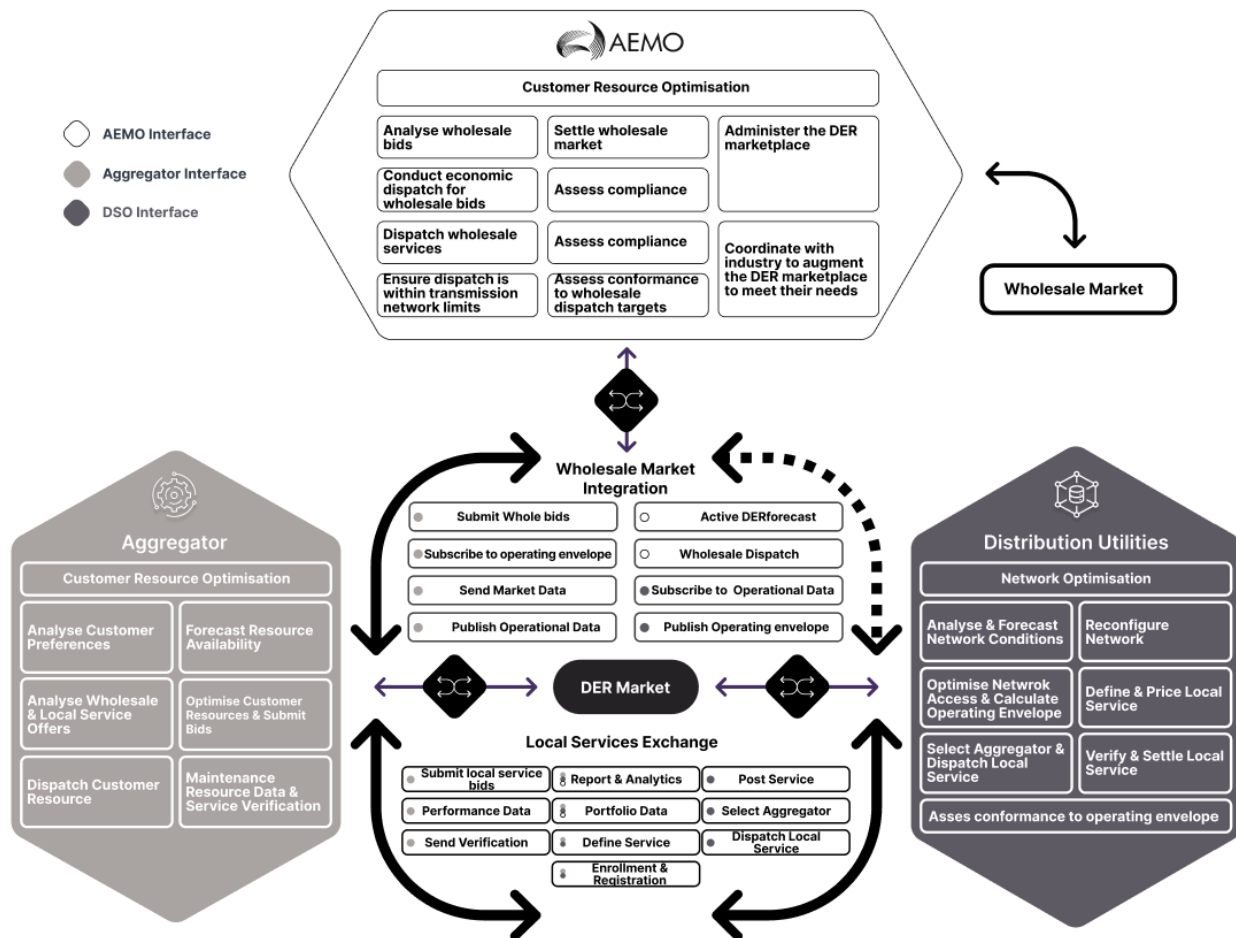 AEMO
Customer Resource Optimisation
Analyse wholesale
bids
Settle wholesale
market
Administer the DER
marketplace
Conduct economic
dispatch for
wholesale bids
Assess compliance
Dispatch wholesale
services
Assess compliance
Coordinate with
industry to augment
the DER marketplace
to meet their needs
Ensure dispatch is
within transmission
network limits
Assess conformance
to wholesale
dispatch targets
AEMO Interface
Aggregator Interface
DSO Interface
Wholesale Market
Aggregator
Customer Resource Optimisation
Analyse Customer
Preferences
Forecast Resource
Availability
Analyse Wholesale
& Local Service
Offers
Optimise Customer
Resources & Submit
Bids
Dispatch Customer
Resource
Maintenance
Resource Data &
Service Verification
Wholesale Market
Integration
Submit Whole bids
Active DERforecast
Subscribe to operating envelope
Wholesale Dispatch
Send Market Data
Subscribe to Operational Data
Publish Operational Data
Publish Operating envelope
DER Market
Local Services Exchange
Submit local service
bids
Report & Analytics
Post Service
Performance Data
Portfolio Data
Select Aggregator
Send Verification
Define Service
Dispatch Local
Service
Enrollment &
Registration
Distribution Utilities
Network Optimisation
Analyse & Forecast
Network Conditions
Reconfigure
Network
Optimise Netwrok
Access & Calculate
Operating Envelope
Define & Price Local
Service
Select Aggregator &
Dispatch Local
Service
Verify & Settle Local
Service
Asses conformance to operating envelope